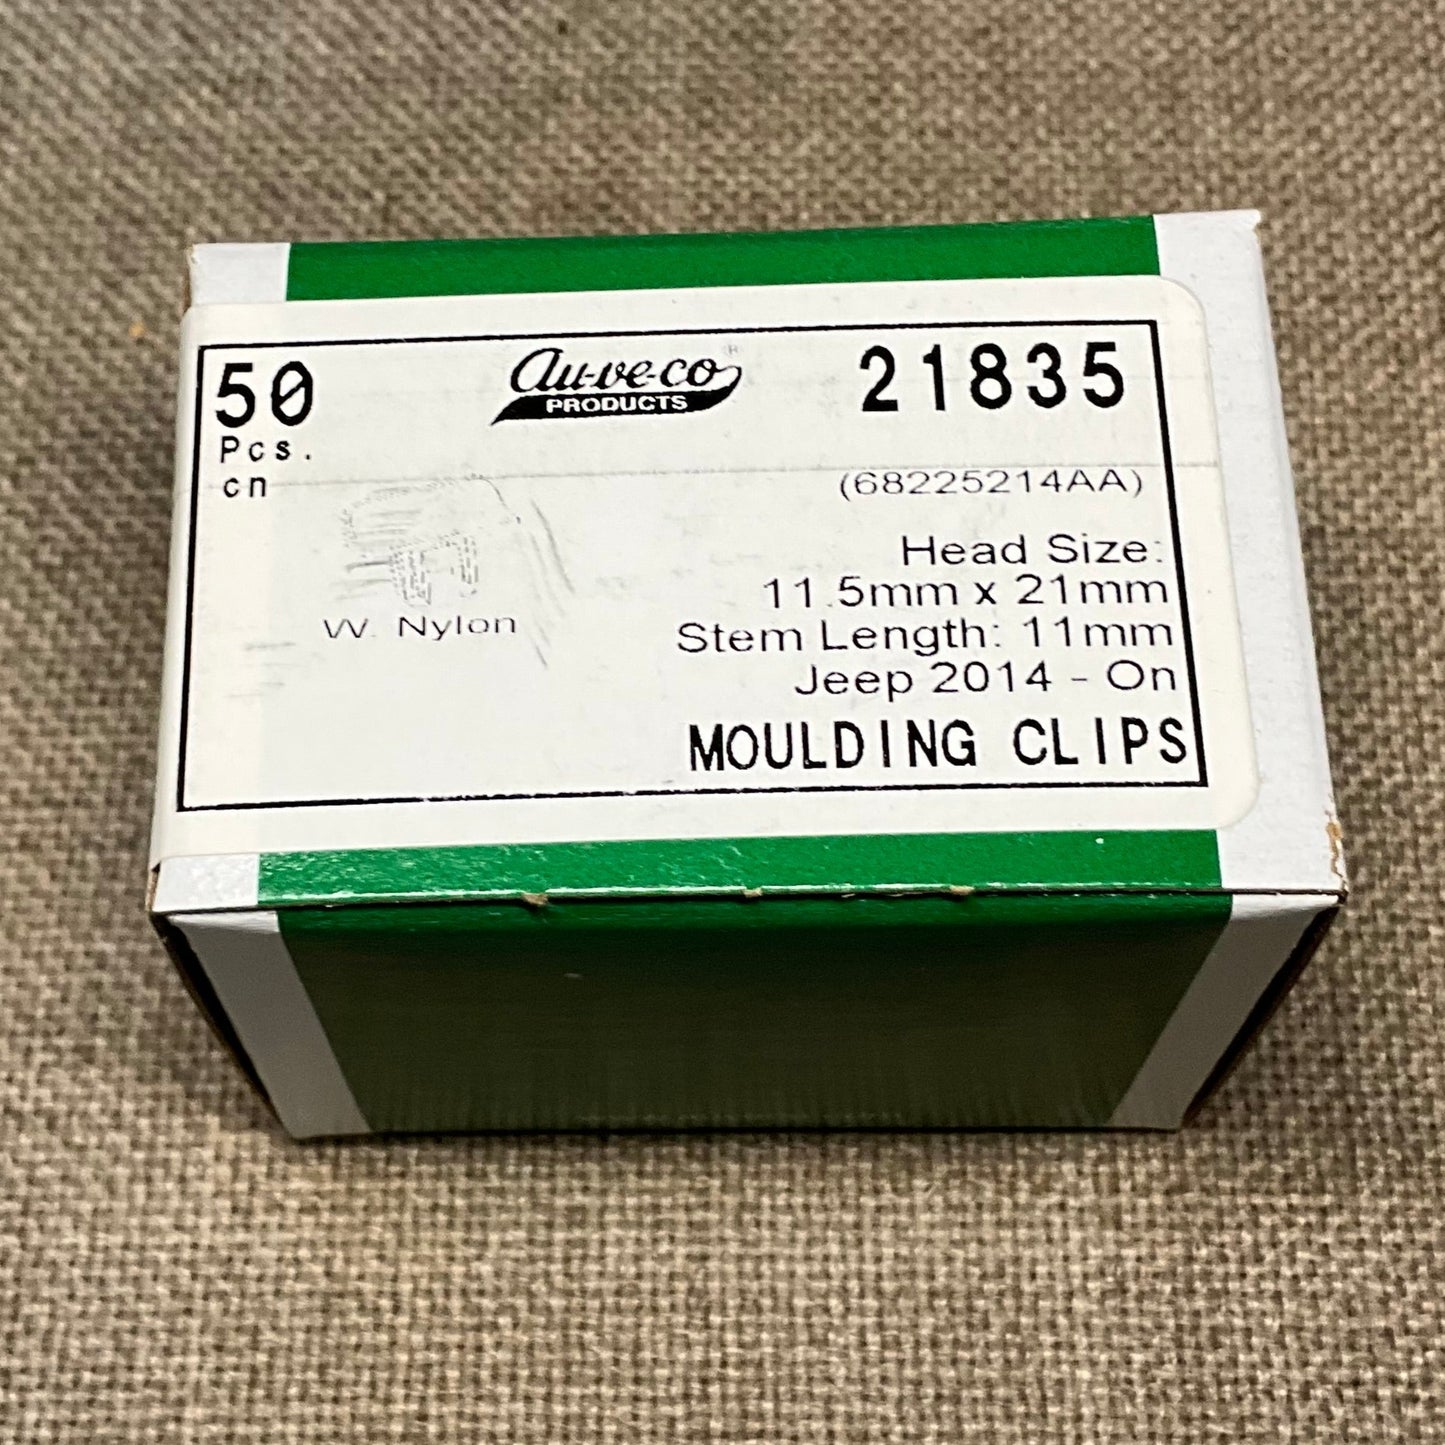 50
Pcs.
cn
au-ve-co®
PRODUCTS
21835
(68225214AA)
Head Size:
11.5mm x 21mm
Stem Length: 11mm
Jeep 2014 - On
W. Nylon
MOULDING CLIPS